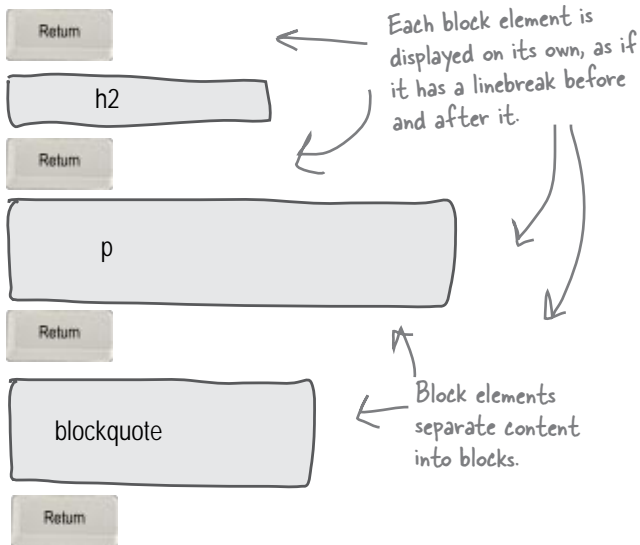 Return
Each block element is
displayed on its own, as if
it has a linebreak before
and after it.
h2
Return
p
Return
Block elements
separate content
into blocks.
blockquote
Return